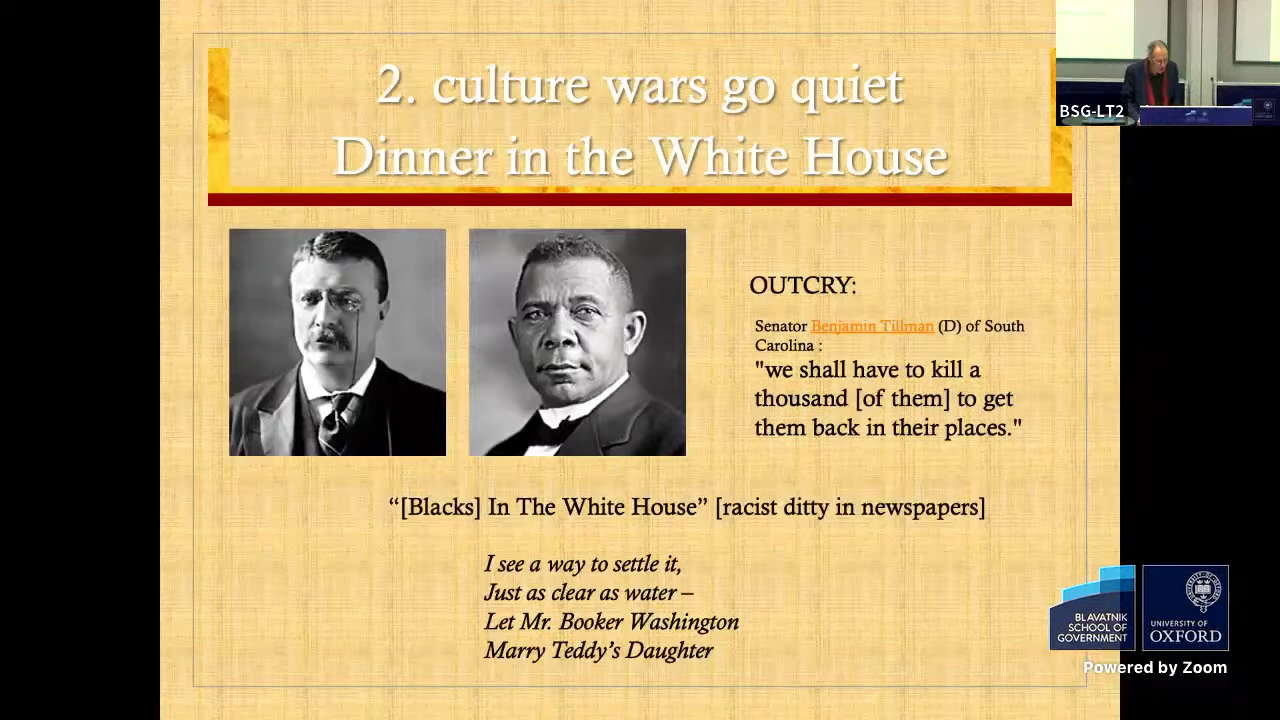 2. culture wars go quiet
Dinner in the White House
BSG-LT2
OUTCRY:
Senator Benjamin Tillman (D) of South
Carolina :
"we shall have to kill a
thousand [of them] to get
them back in their places."
“[Blacks] In The White House” [racist ditty in newspapers]
I see a way to settle it,
Just as clear as water –
Let Mr. Booker Washington
Marry Teddy’s Daughter
BLAVATNIK
SCHOOL OF
GOVERNMENT
UNIVERSITY OF
OXFORD
Powered by Zoom